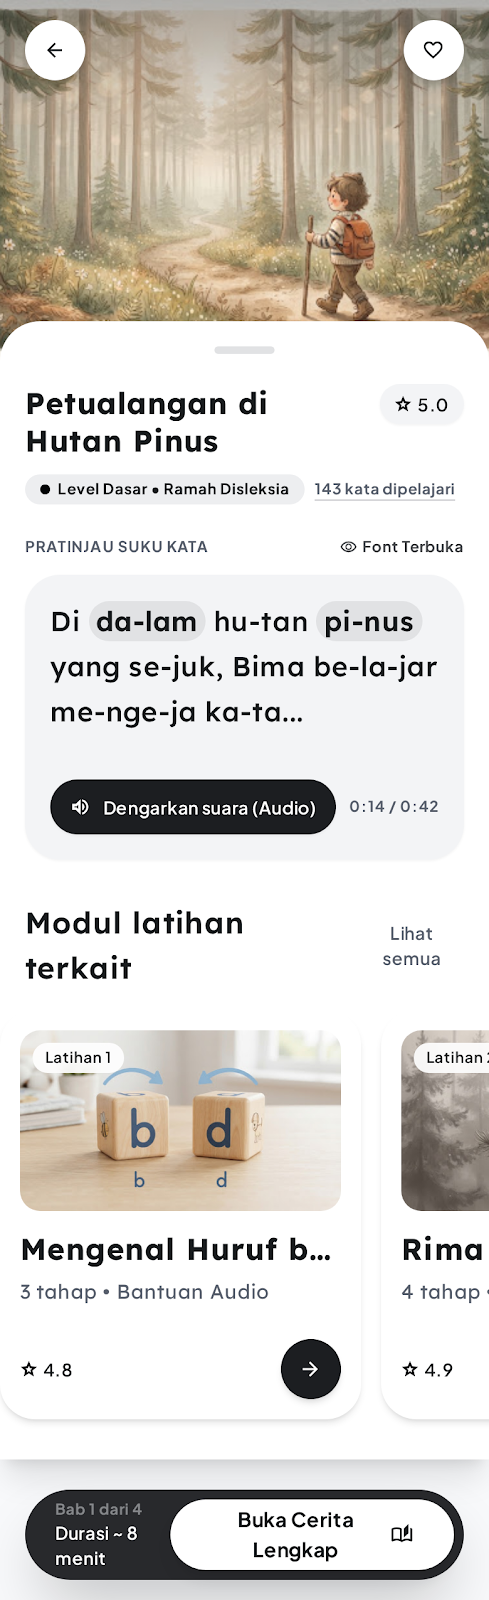 Petualangan di
Hutan Pinus
5.0
Level Dasar • Ramah Disleksia
143 kata dipelajari
PRATINJAU SUKU KATA
Font Terbuka
Di da-lam hu-tan pi-nus
yang se-juk, Bima be-la-jar
me-nge-ja ka-ta...
Dengarkan suara (Audio)
0:14 / 0:42
Modul latihan
terkait
Lihat
semua
Latihan 1
b
d
b
d
Mengenal Huruf b...
3 tahap • Bantuan Audio
4.8
Latihan 2
Rima
4 tahap •
4.9
Bab 1 dari 4
Durasi ~ 8
menit
Buka Cerita
Lengkap